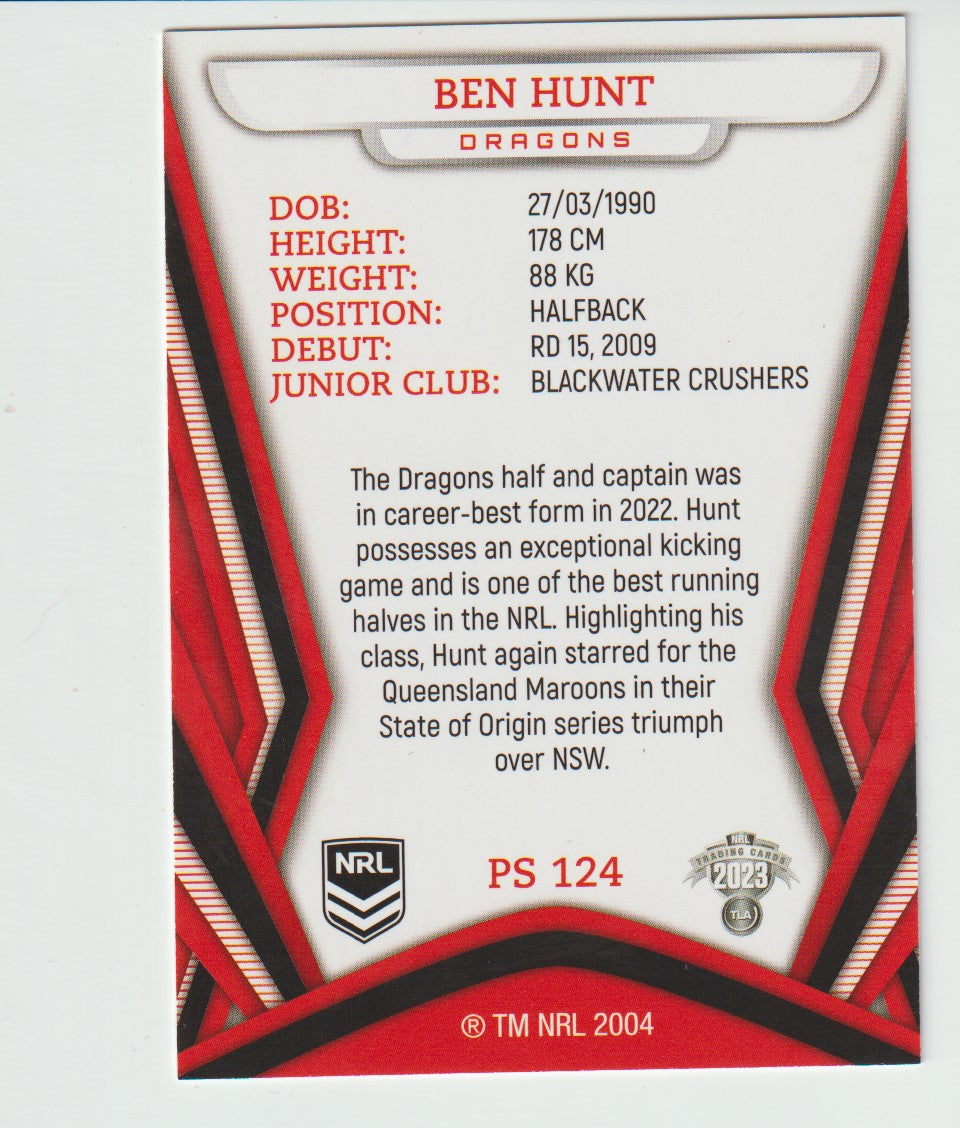 BEN HUNT
DRAGONS
DOB: 27/03/1990
HEIGHT: 178 CM
WEIGHT: 88 KG
POSITION: HALFBACK
DEBUT: RD 15, 2009
JUNIOR CLUB: BLACKWATER CRUSHERS
The Dragons half and captain was
in career-best form in 2022. Hunt
possesses an exceptional kicking
game and is one of the best running
halves in the NRL. Highlighting his
class, Hunt again starred for the
Queensland Maroons in their
State of Origin series triumph
over NSW.
NRL
PS 124
NRL
TRADING CARDS
2023
TLA
® TM NRL 2004